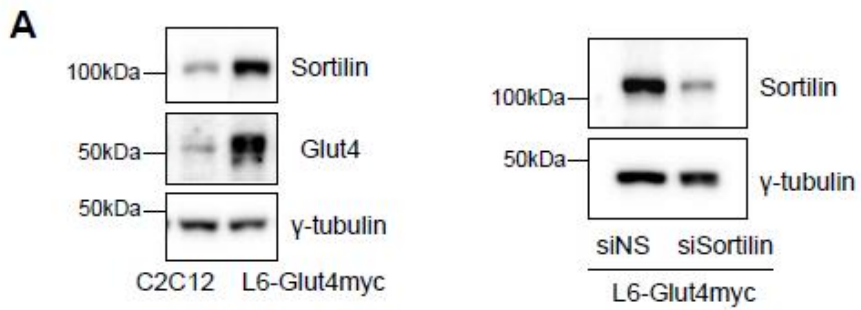 A
100kDa
Sortilin
50kDa
Glut4
50kDa
γ-tubulin
C2C12 L6-Glut4myc
100kDa
Sortilin
50kDa
γ-tubulin
siNS siSortilin
L6-Glut4myc